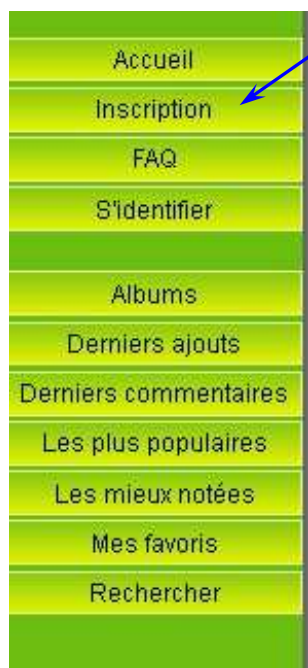 Accueil
Inscription
FAQ
S'identifier
Albums
Derniers ajouts
Derniers commentaires
Les plus populaires
Les mieux notées
Mes favoris
Rechercher